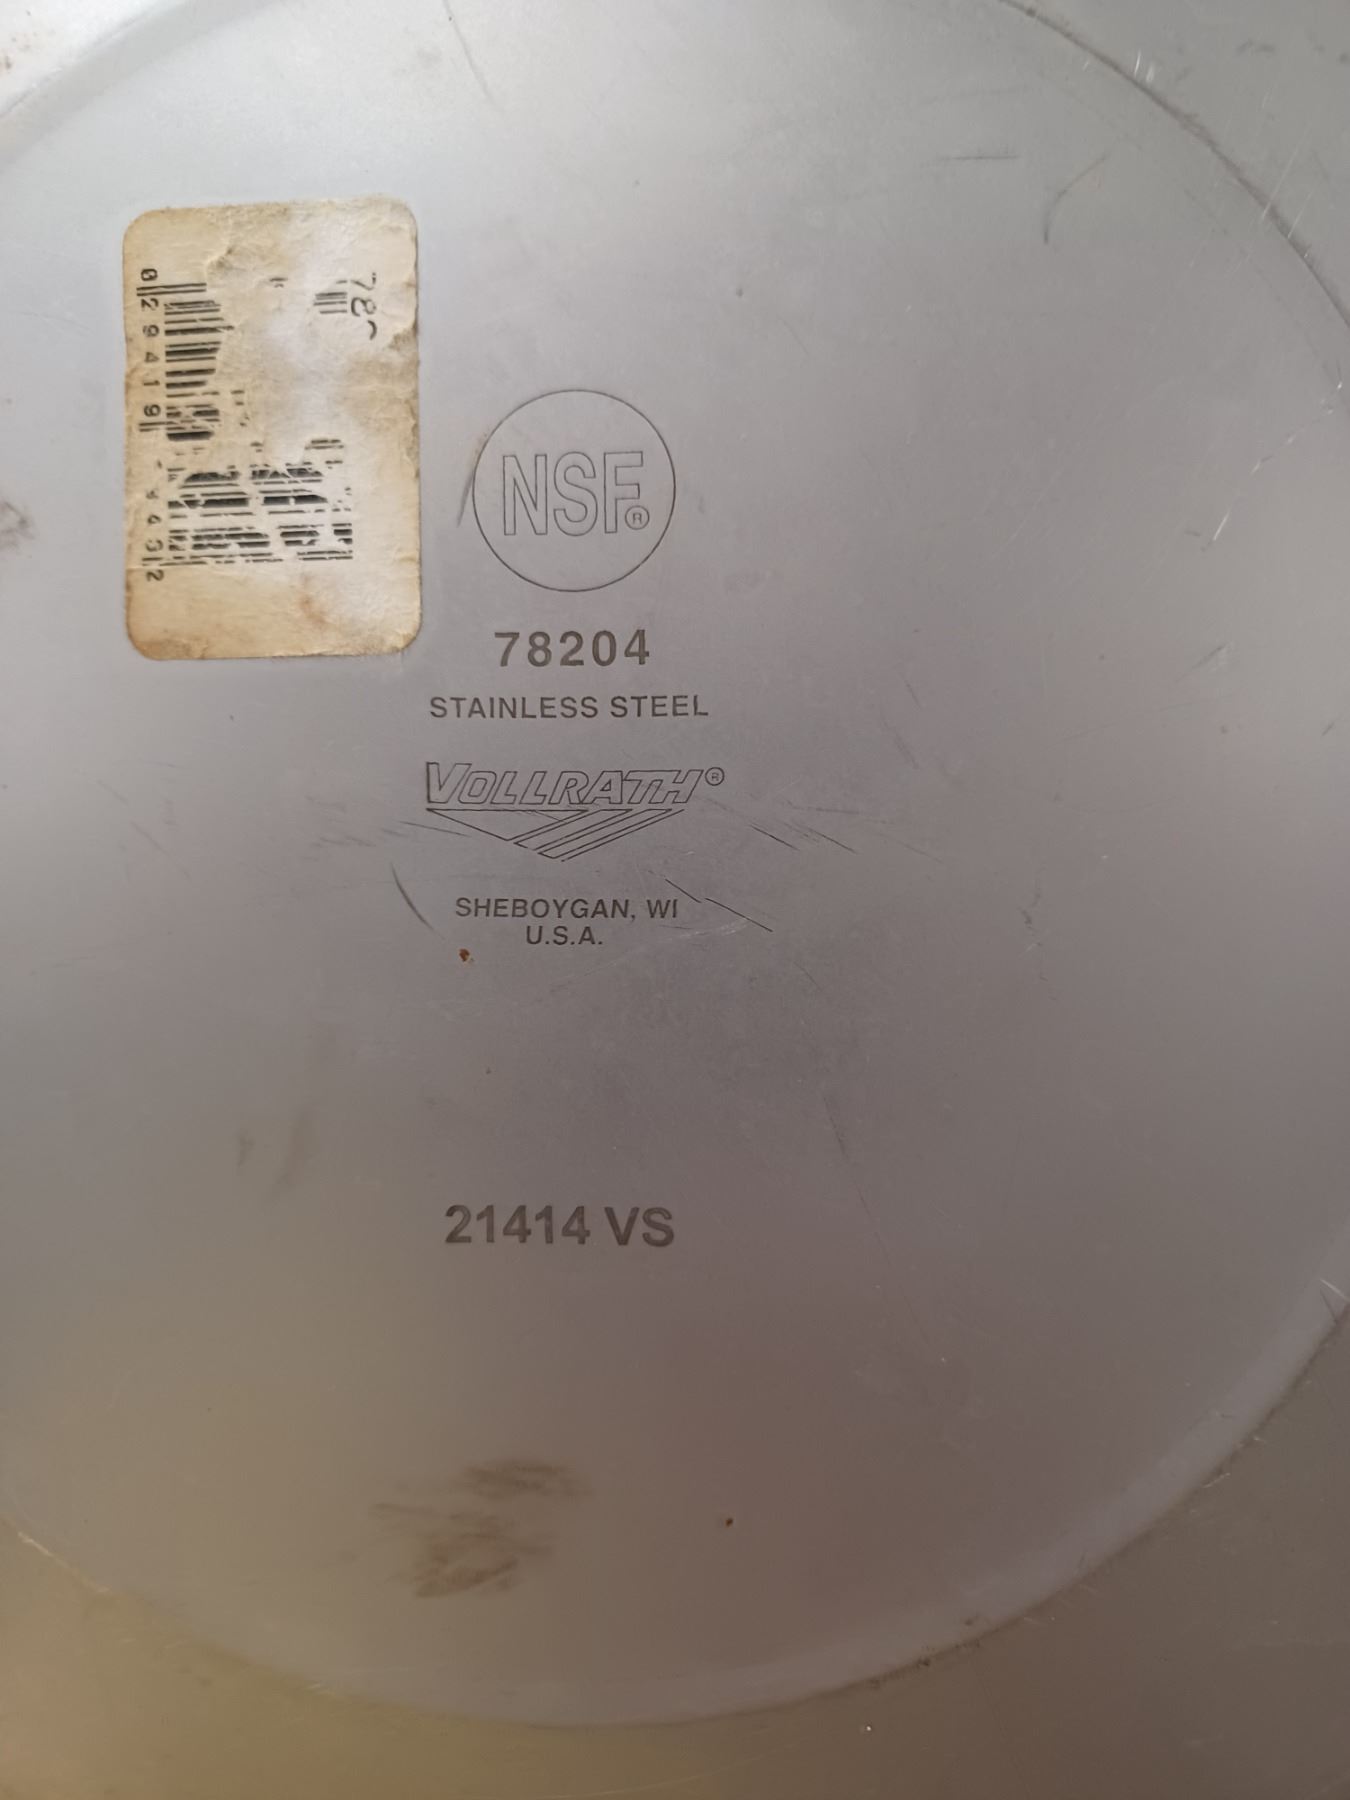 NSF®
78204
STAINLESS STEEL
VOLLRATH®
SHEBOYGAN, WI
U.S.A.
21414 VS